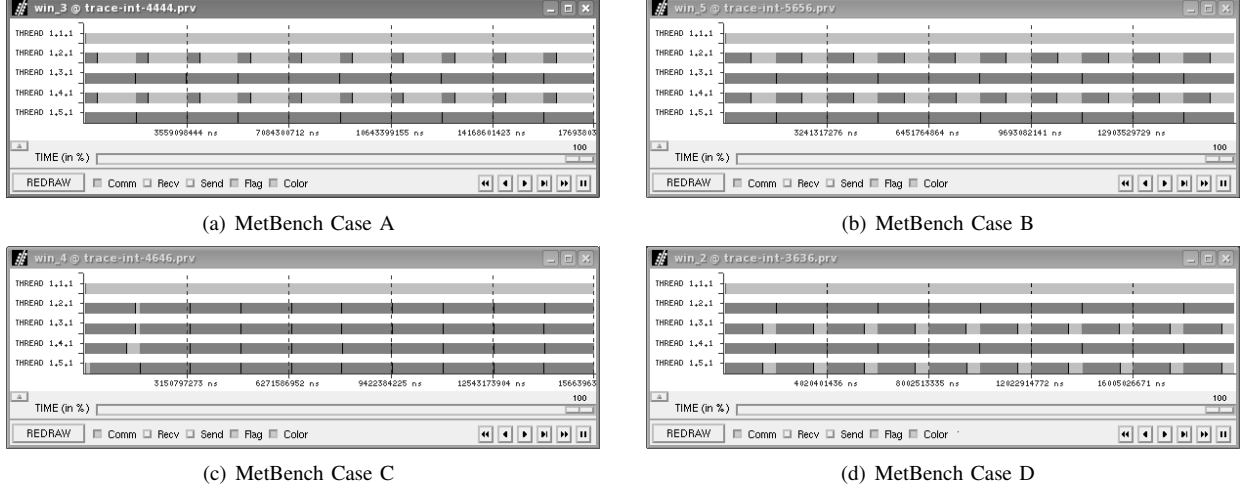 win_3 @ trace-int-4444.prv
THREAD 1.1.1
THREAD 1.2.1
THREAD 1.3.1
THREAD 1.4.1
THREAD 1.5.1
3559098444 ns 7084300712 ns 10643399155 ns 14168601423 ns 17693803
100
TIME (in %)
REDRAW Comm Recv Send Flag Color
(a) MetBench Case A
win_5 @ trace-int-5656.prv
THREAD 1.1.1
THREAD 1.2.1
THREAD 1.3.1
THREAD 1.4.1
THREAD 1.5.1
3241317276 ns 6451764864 ns 9693082141 ns 12903529729 ns
100
TIME (in %)
REDRAW Comm Recv Send Flag Color
(b) MetBench Case B
win_4 @ trace-int-4646.prv
THREAD 1.1.1
THREAD 1.2.1
THREAD 1.3.1
THREAD 1.4.1
THREAD 1.5.1
3150797273 ns 6271586952 ns 9422384225 ns 12543173904 ns 15663963
100
TIME (in %)
REDRAW Comm Recv Send Flag Color
(c) MetBench Case C
win_2 @ trace-int-3636.prv
THREAD 1.1.1
THREAD 1.2.1
THREAD 1.3.1
THREAD 1.4.1
THREAD 1.5.1
4020401436 ns 8002513335 ns 12022914772 ns 16005026671 ns
100
TIME (in %)
REDRAW Comm Recv Send Flag Color
(d) MetBench Case D